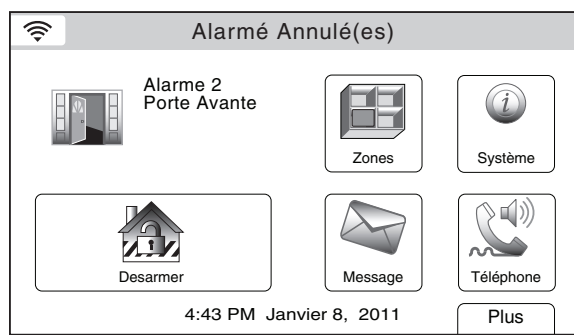 Alarmé Annulé(es)
Alarme 2
Porte Avante
Zones
Système
Desarmer
Message
Téléphone
4:43 PM Janvier 8, 2011
Plus